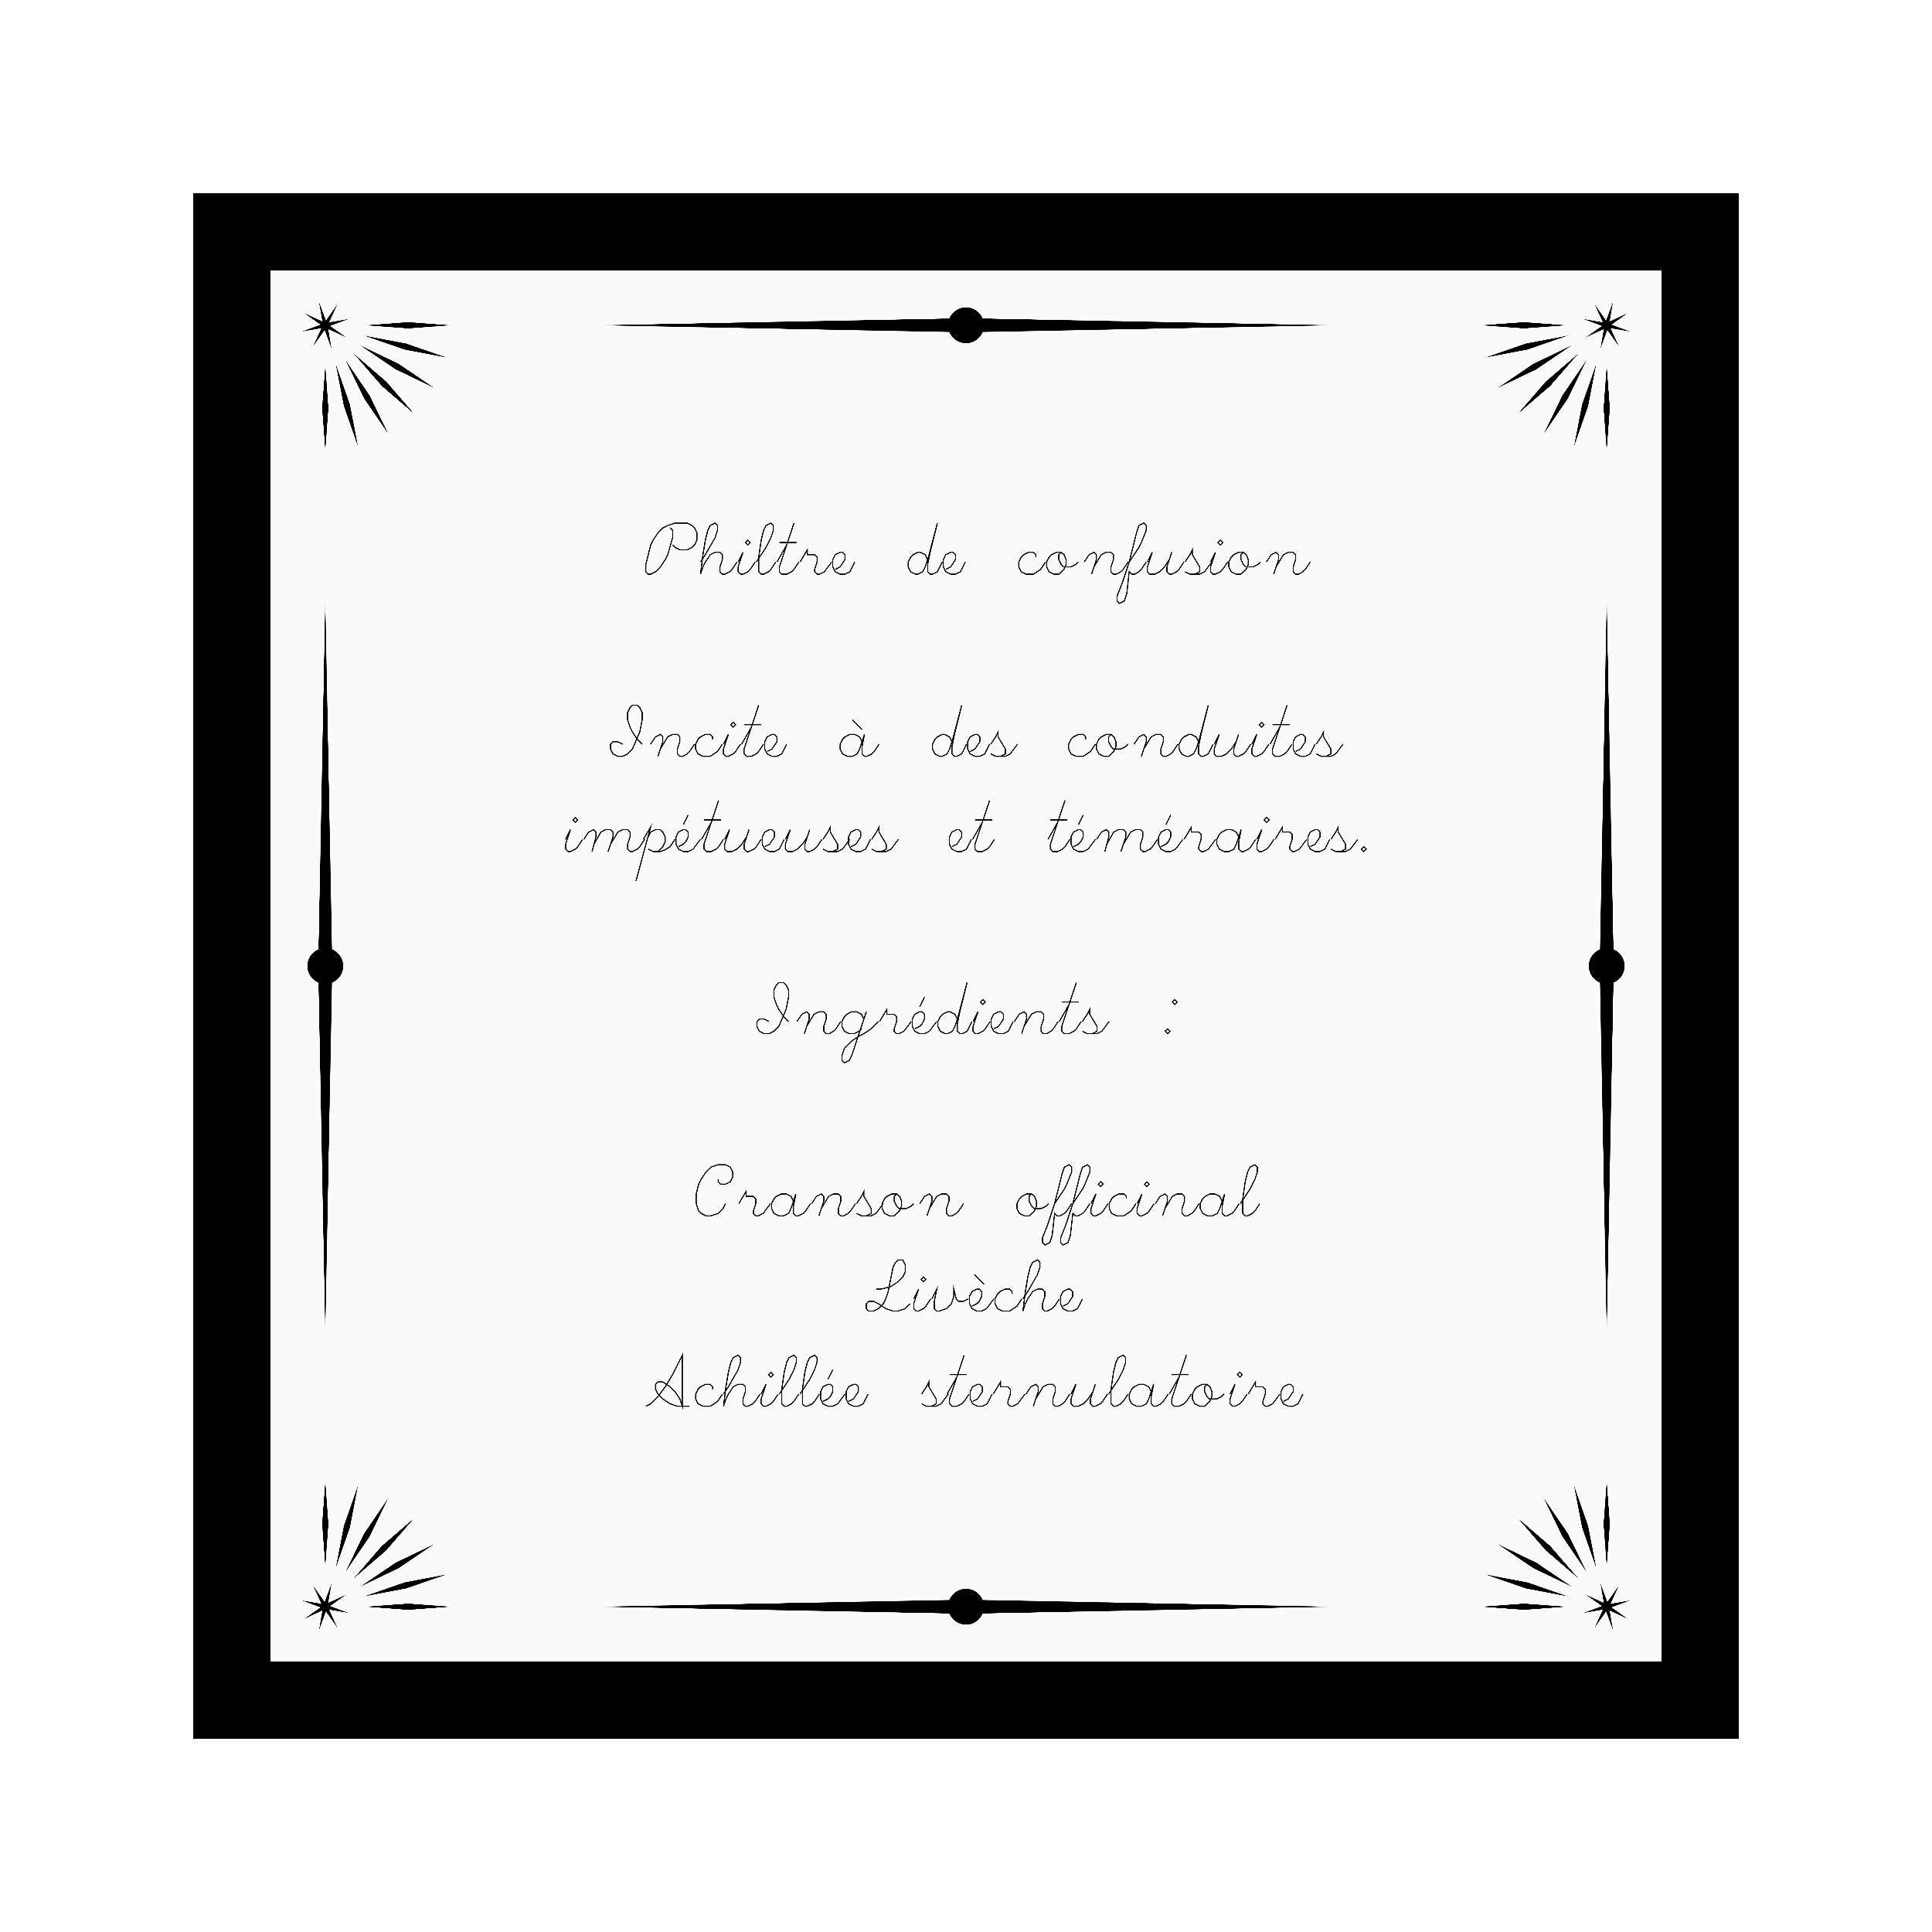 Philtre de confusion
Incite à des conduites
impétueuses et téméraires.
Ingrédients :
Cranson officinal
Livèche
Achillée sternulatoire